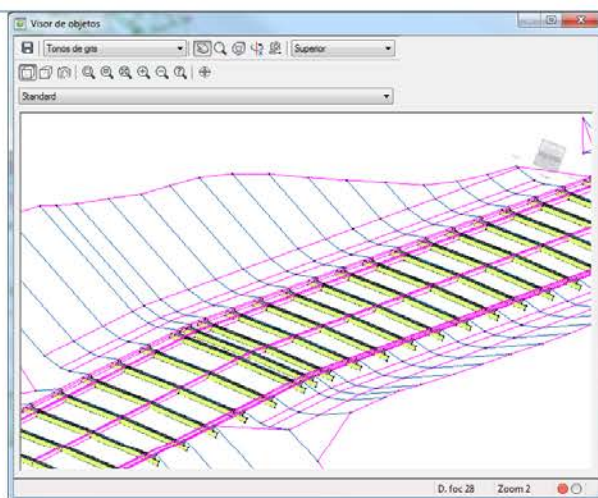 Visor de objetos
Tonos de gris
Superior
Standard
D. foc 28 Zoom 2